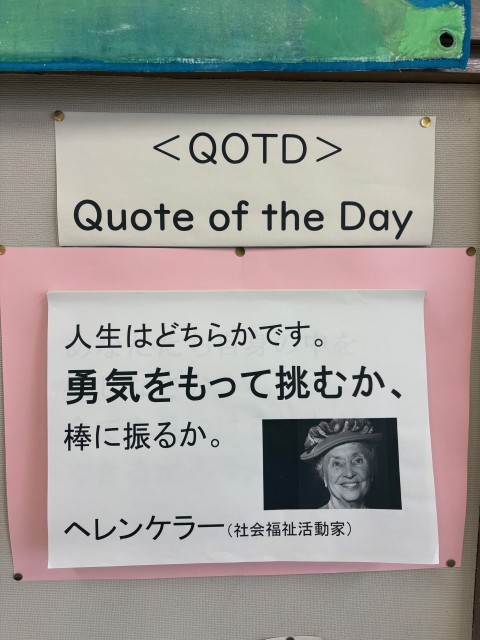 <QOTD>
Quote of the Day
人生はどちらかです。
勇気をもって挑むか、
棒に振るか。
ヘレンケラー(社会福祉活動家)